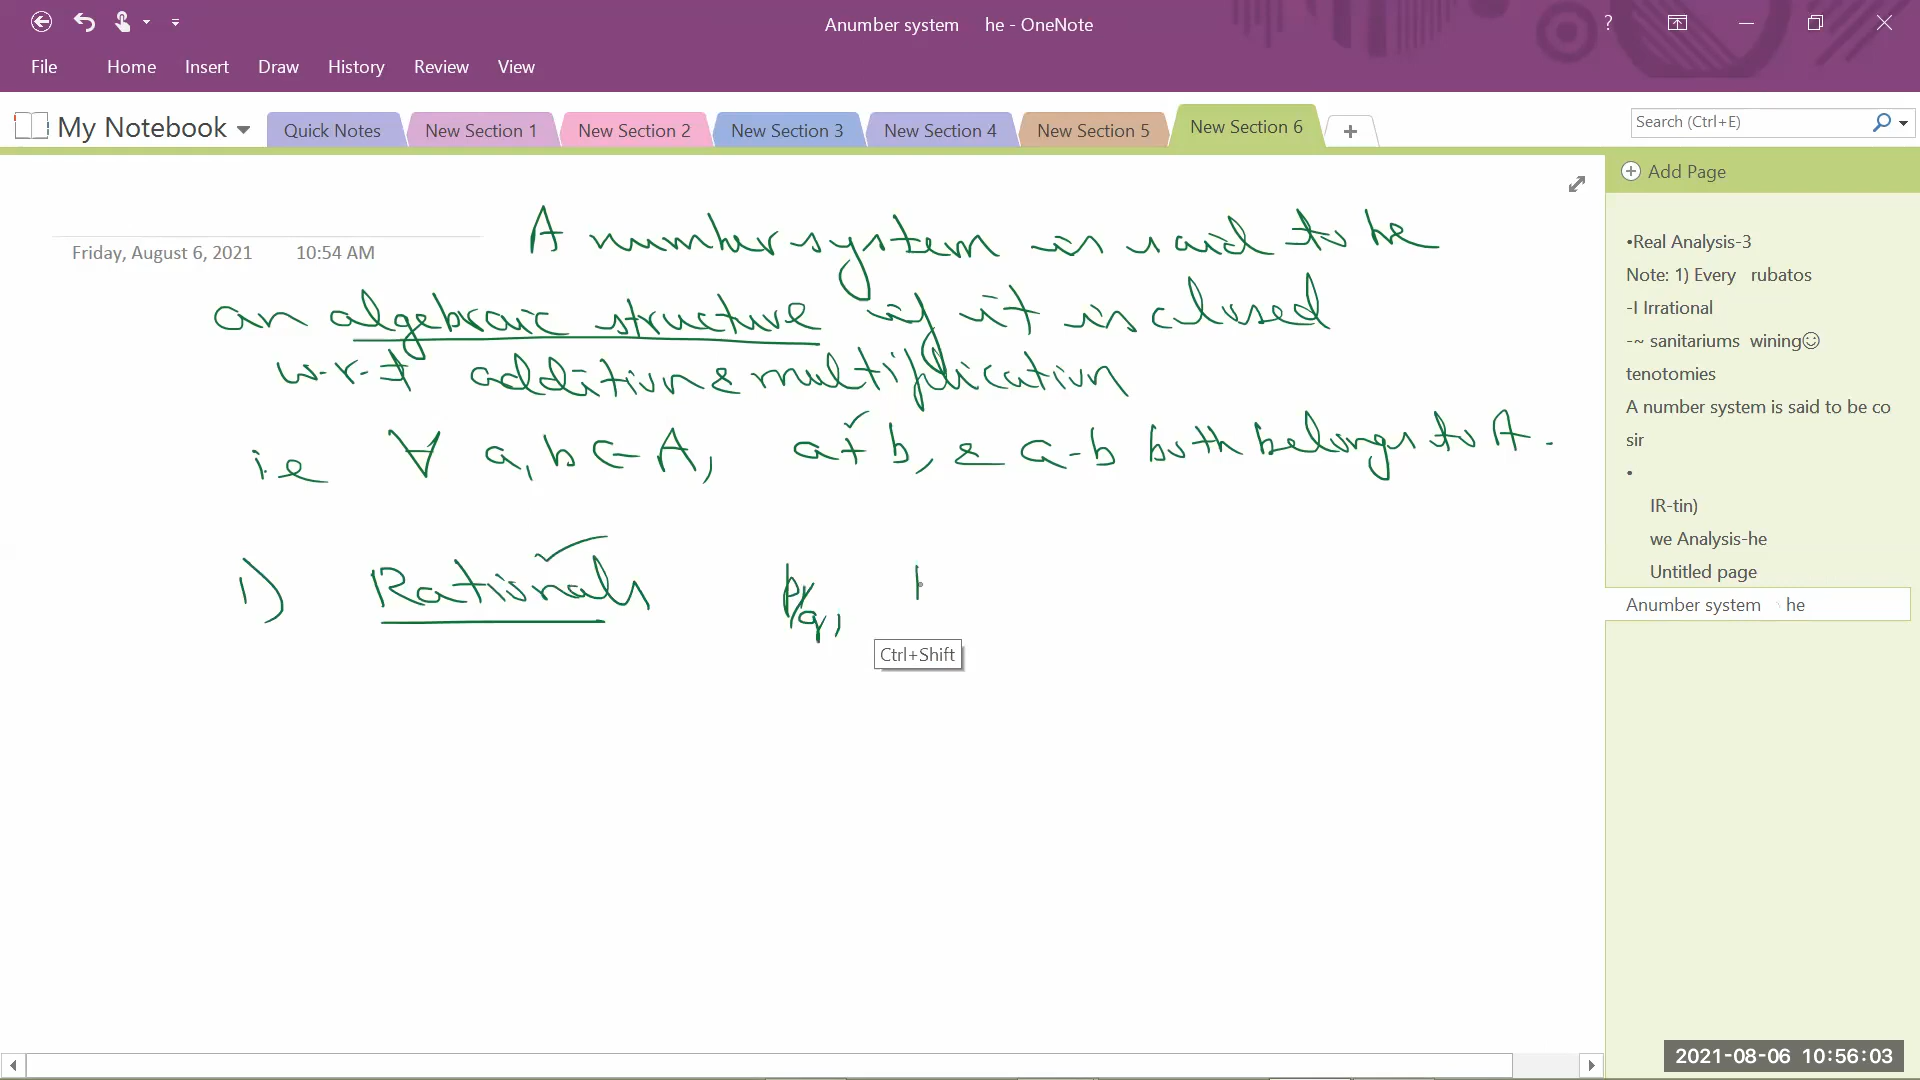 Anumber system he - OneNote
?
File Home Insert Draw History Review View
My Notebook Quick Notes New Section 1 New Section 2 New Section 3 New Section 4 New Section 5 New Section 6 + Search (Ctrl+E)
Add Page
Friday, August 6, 2021 10:54 AM
A number system is said to be
an algebraic structure if it is closed
w.r.t addition & multiplication
i.e ∀ a, b ∈ A, a + b, & a - b both belongs to A.
1) Rationals p/q,
Ctrl+Shift
•Real Analysis-3
Note: 1) Every rubatos
-I Irrational
-~ sanitariums wining☺
tenotomies
A number system is said to be co
sir
•
IR-tin)
we Analysis-he
Untitled page
Anumber system he
2021-08-06 10:56:03